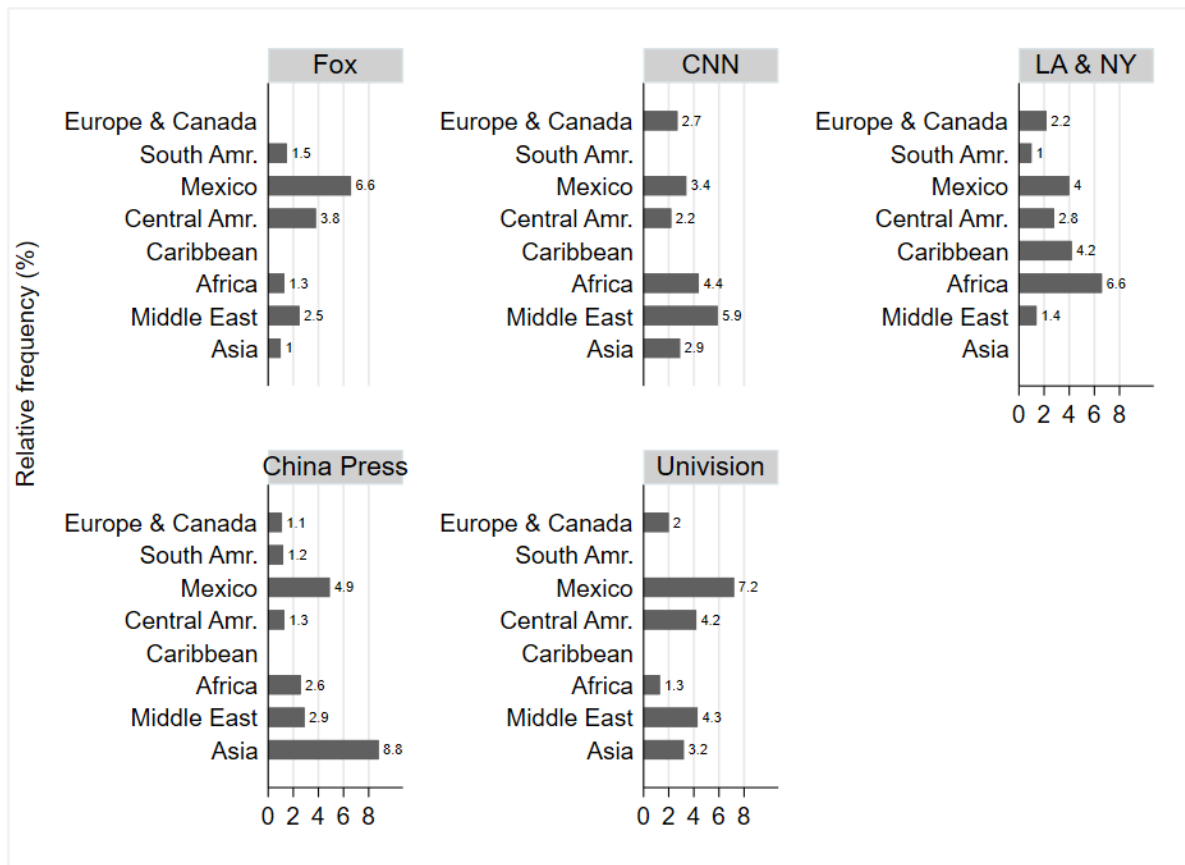 Relative frequency (%)
Fox
Europe & Canada
South Amr. 1.5
Mexico 6.6
Central Amr. 3.8
Caribbean
Africa 1.3
Middle East 2.5
Asia 1
CNN
Europe & Canada 2.7
South Amr.
Mexico 3.4
Central Amr. 2.2
Caribbean
Africa 4.4
Middle East 5.9
Asia 2.9
LA & NY
Europe & Canada 2.2
South Amr. 1
Mexico 4
Central Amr. 2.8
Caribbean 4.2
Africa 6.6
Middle East 1.4
Asia
0 2 4 6 8
China Press
Europe & Canada 1.1
South Amr. 1.2
Mexico 4.9
Central Amr. 1.3
Caribbean
Africa 2.6
Middle East 2.9
Asia 8.8
0 2 4 6 8
Univision
Europe & Canada 2
South Amr.
Mexico 7.2
Central Amr. 4.2
Caribbean
Africa 1.3
Middle East 4.3
Asia 3.2
0 2 4 6 8